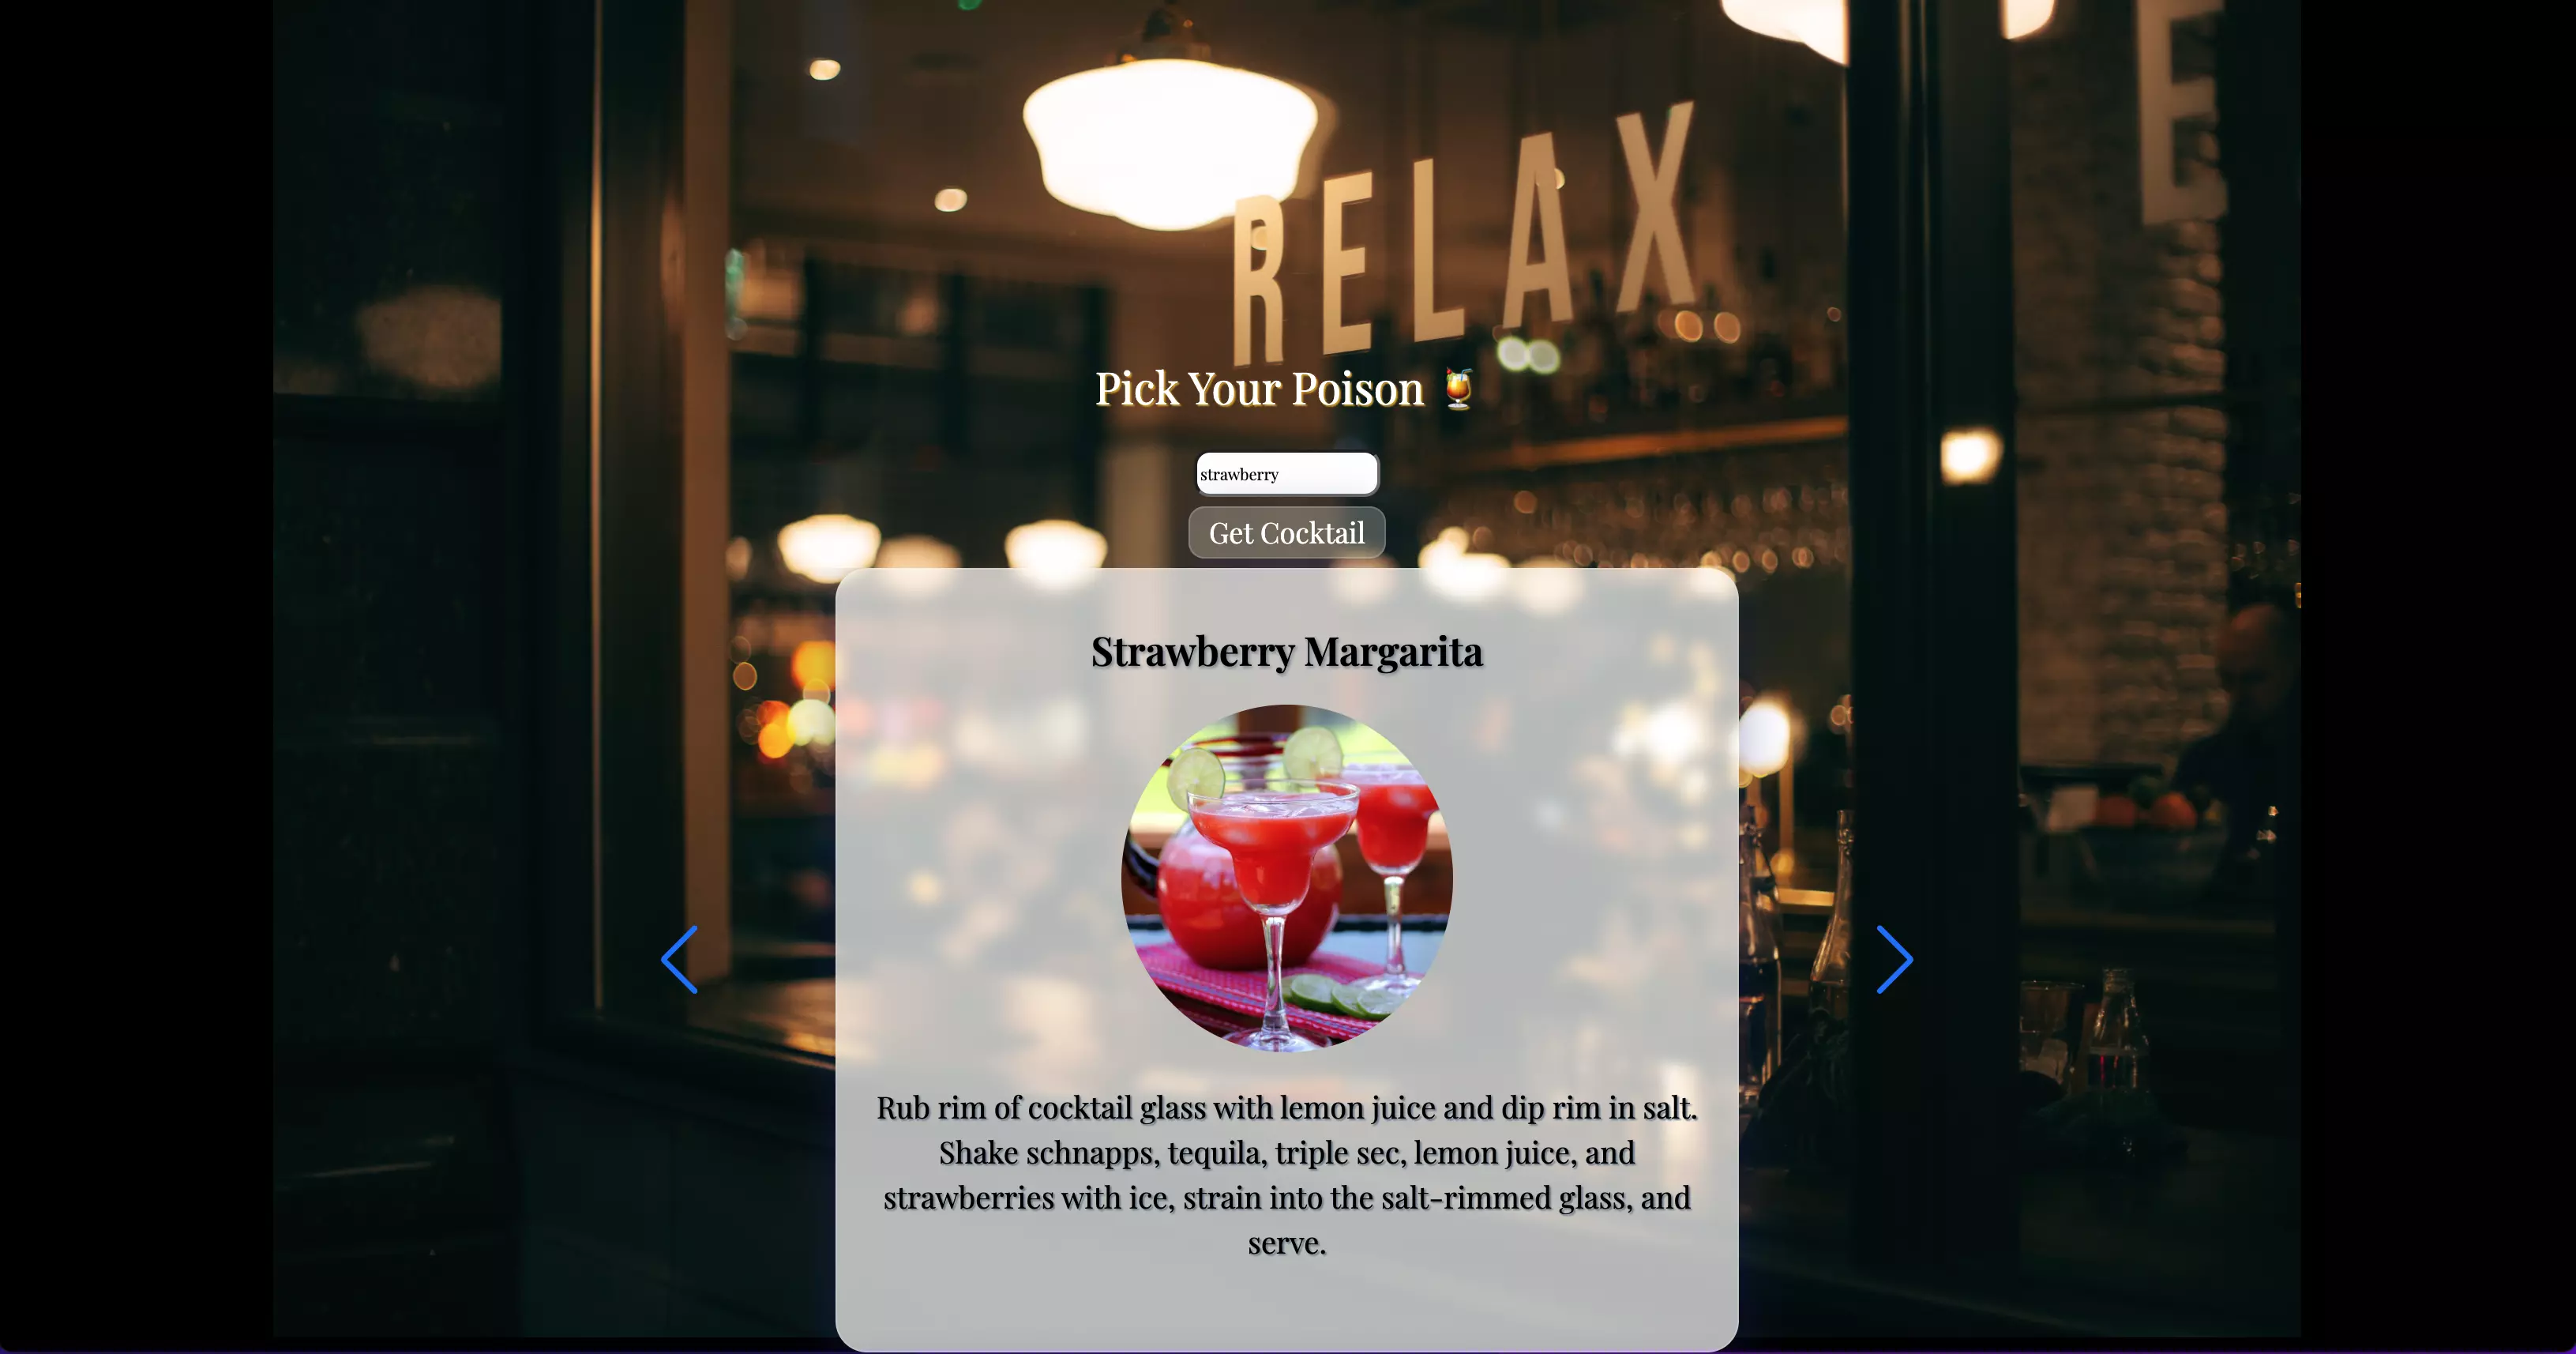 RELAX
E
Pick Your Poison 🍹
strawberry
Get Cocktail
Strawberry Margarita
Rub rim of cocktail glass with lemon juice and dip rim in salt.
Shake schnapps, tequila, triple sec, lemon juice, and
strawberries with ice, strain into the salt-rimmed glass, and
serve.